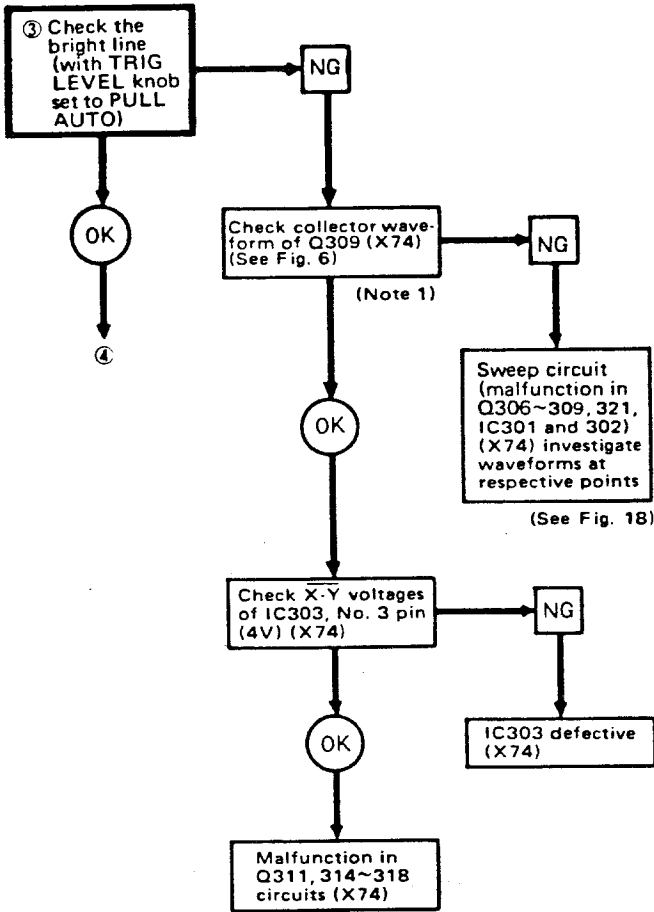 ③ Check the
bright line
(with TRIG
LEVEL knob
set to PULL
AUTO)
NG
OK
④
Check collector wave-
form of Q309 (X74)
(See Fig. 6)
(Note 1)
NG
Sweep circuit
(malfunction in
Q306~309, 321,
IC301 and 302)
(X74) investigate
waveforms at
respective points
(See Fig. 18)
OK
Check X̅-̅Y̅ voltages
of IC303, No. 3 pin
(4V) (X74)
NG
IC303 defective
(X74)
OK
Malfunction in
Q311, 314~318
circuits (X74)